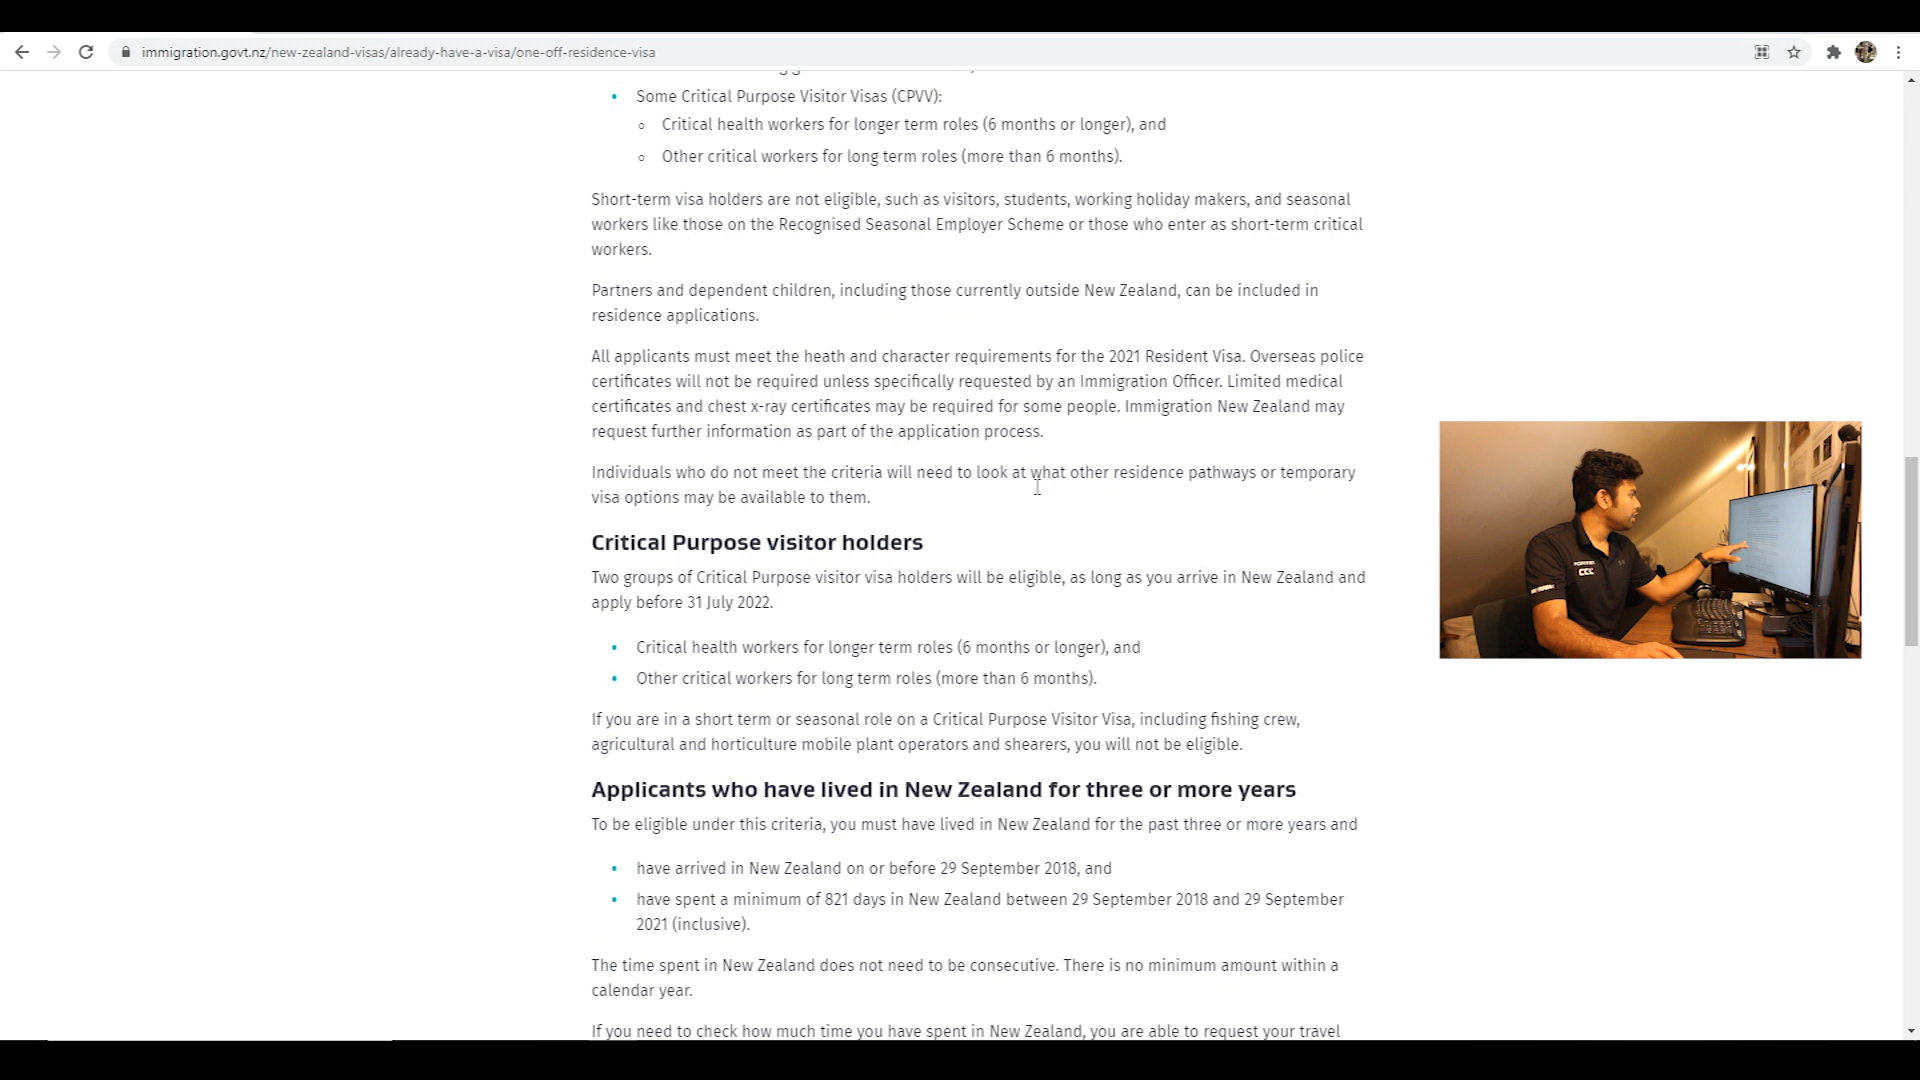 immigration.govt.nz/new-zealand-visas/already-have-a-visa/one-off-residence-visa
• Some Critical Purpose Visitor Visas (CPVV):
○ Critical health workers for longer term roles (6 months or longer), and
○ Other critical workers for long term roles (more than 6 months).
Short-term visa holders are not eligible, such as visitors, students, working holiday makers, and seasonal
workers like those on the Recognised Seasonal Employer Scheme or those who enter as short-term critical
workers.
Partners and dependent children, including those currently outside New Zealand, can be included in
residence applications.
All applicants must meet the heath and character requirements for the 2021 Resident Visa. Overseas police
certificates will not be required unless specifically requested by an Immigration Officer. Limited medical
certificates and chest x-ray certificates may be required for some people. Immigration New Zealand may
request further information as part of the application process.
Individuals who do not meet the criteria will need to look at what other residence pathways or temporary
visa options may be available to them.
Critical Purpose visitor holders
Two groups of Critical Purpose visitor visa holders will be eligible, as long as you arrive in New Zealand and
apply before 31 July 2022.
• Critical health workers for longer term roles (6 months or longer), and
• Other critical workers for long term roles (more than 6 months).
If you are in a short term or seasonal role on a Critical Purpose Visitor Visa, including fishing crew,
agricultural and horticulture mobile plant operators and shearers, you will not be eligible.
Applicants who have lived in New Zealand for three or more years
To be eligible under this criteria, you must have lived in New Zealand for the past three or more years and
• have arrived in New Zealand on or before 29 September 2018, and
• have spent a minimum of 821 days in New Zealand between 29 September 2018 and 29 September
2021 (inclusive).
The time spent in New Zealand does not need to be consecutive. There is no minimum amount within a
calendar year.
If you need to check how much time you have spent in New Zealand, you are able to request your travel